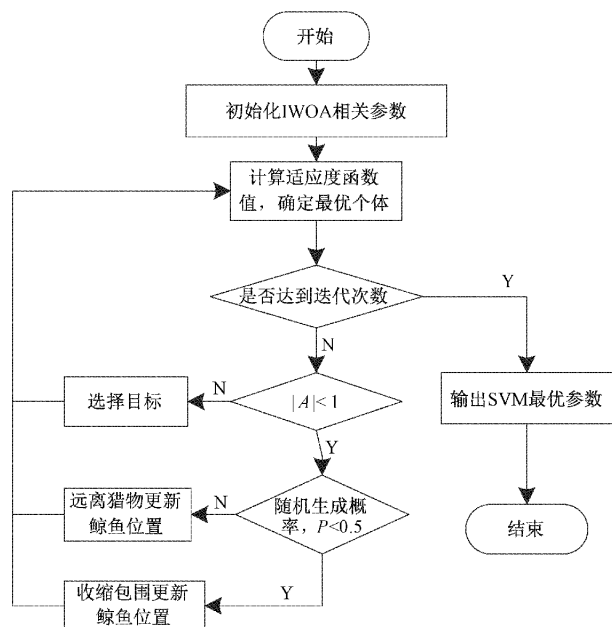 开始
初始化IWOA相关参数
计算适应度函数
值，确定最优个体
是否达到迭代次数
Y
N
选择目标
N
|A|<1
输出SVM最优参数
Y
远离猎物更新
鲸鱼位置
N
随机生成概
率，P<0.5
结束
收缩包围更新
鲸鱼位置
Y